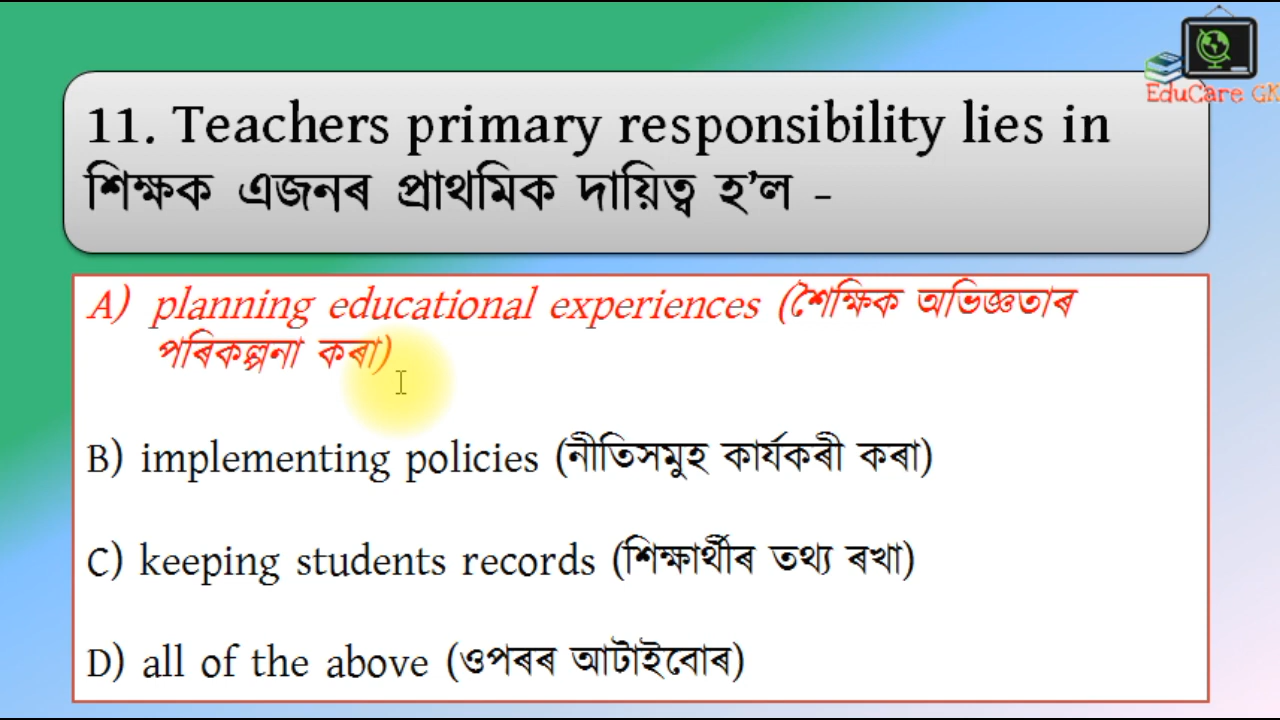 EduCare GK
11. Teachers primary responsibility lies in
শিক্ষক এজনৰ প্ৰাথমিক দায়িত্ব হ’ল -
A) planning educational experiences (শৈক্ষিক অভিজ্ঞতাৰ
পৰিকল্পনা কৰা)
B) implementing policies (নীতিসমুহ কাৰ্যকৰী কৰা)
C) keeping students records (শিক্ষাৰ্থীৰ তথ্য ৰখা)
D) all of the above (ওপৰৰ আটাইবোৰ)